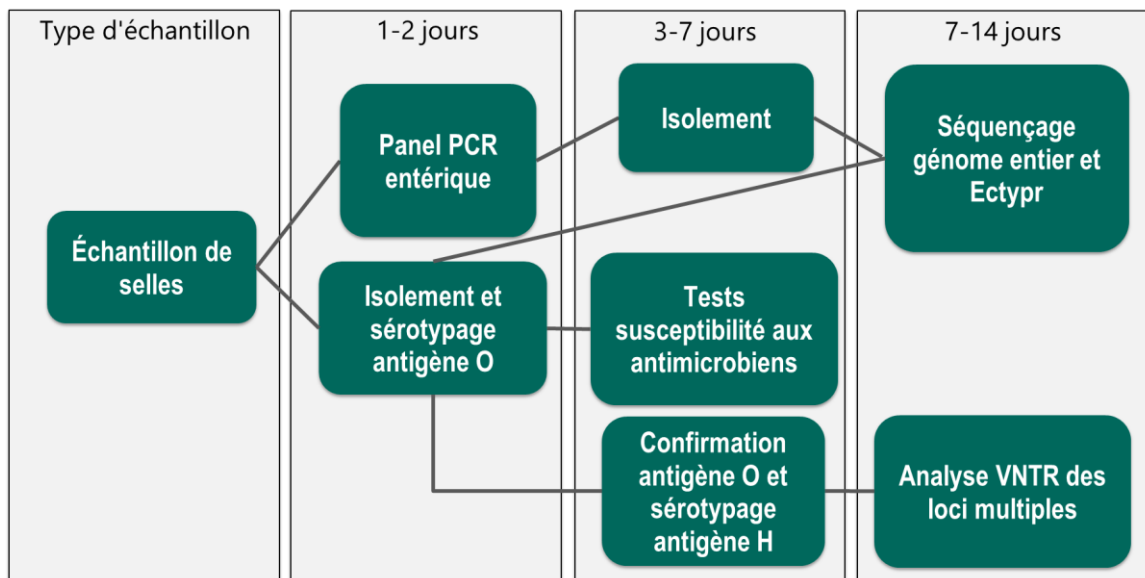 Type d'échantillon
1-2 jours
3-7 jours
7-14 jours
Échantillon de
selles
Panel PCR
entérique
Isolement et
sérotypage
antigène O
Isolement
Tests
susceptibilité aux
antimicrobiens
Confirmation
antigène O et
sérotypage
antigène H
Séquençage
génome entier et
Ectypr
Analyse VNTR des
loci multiples